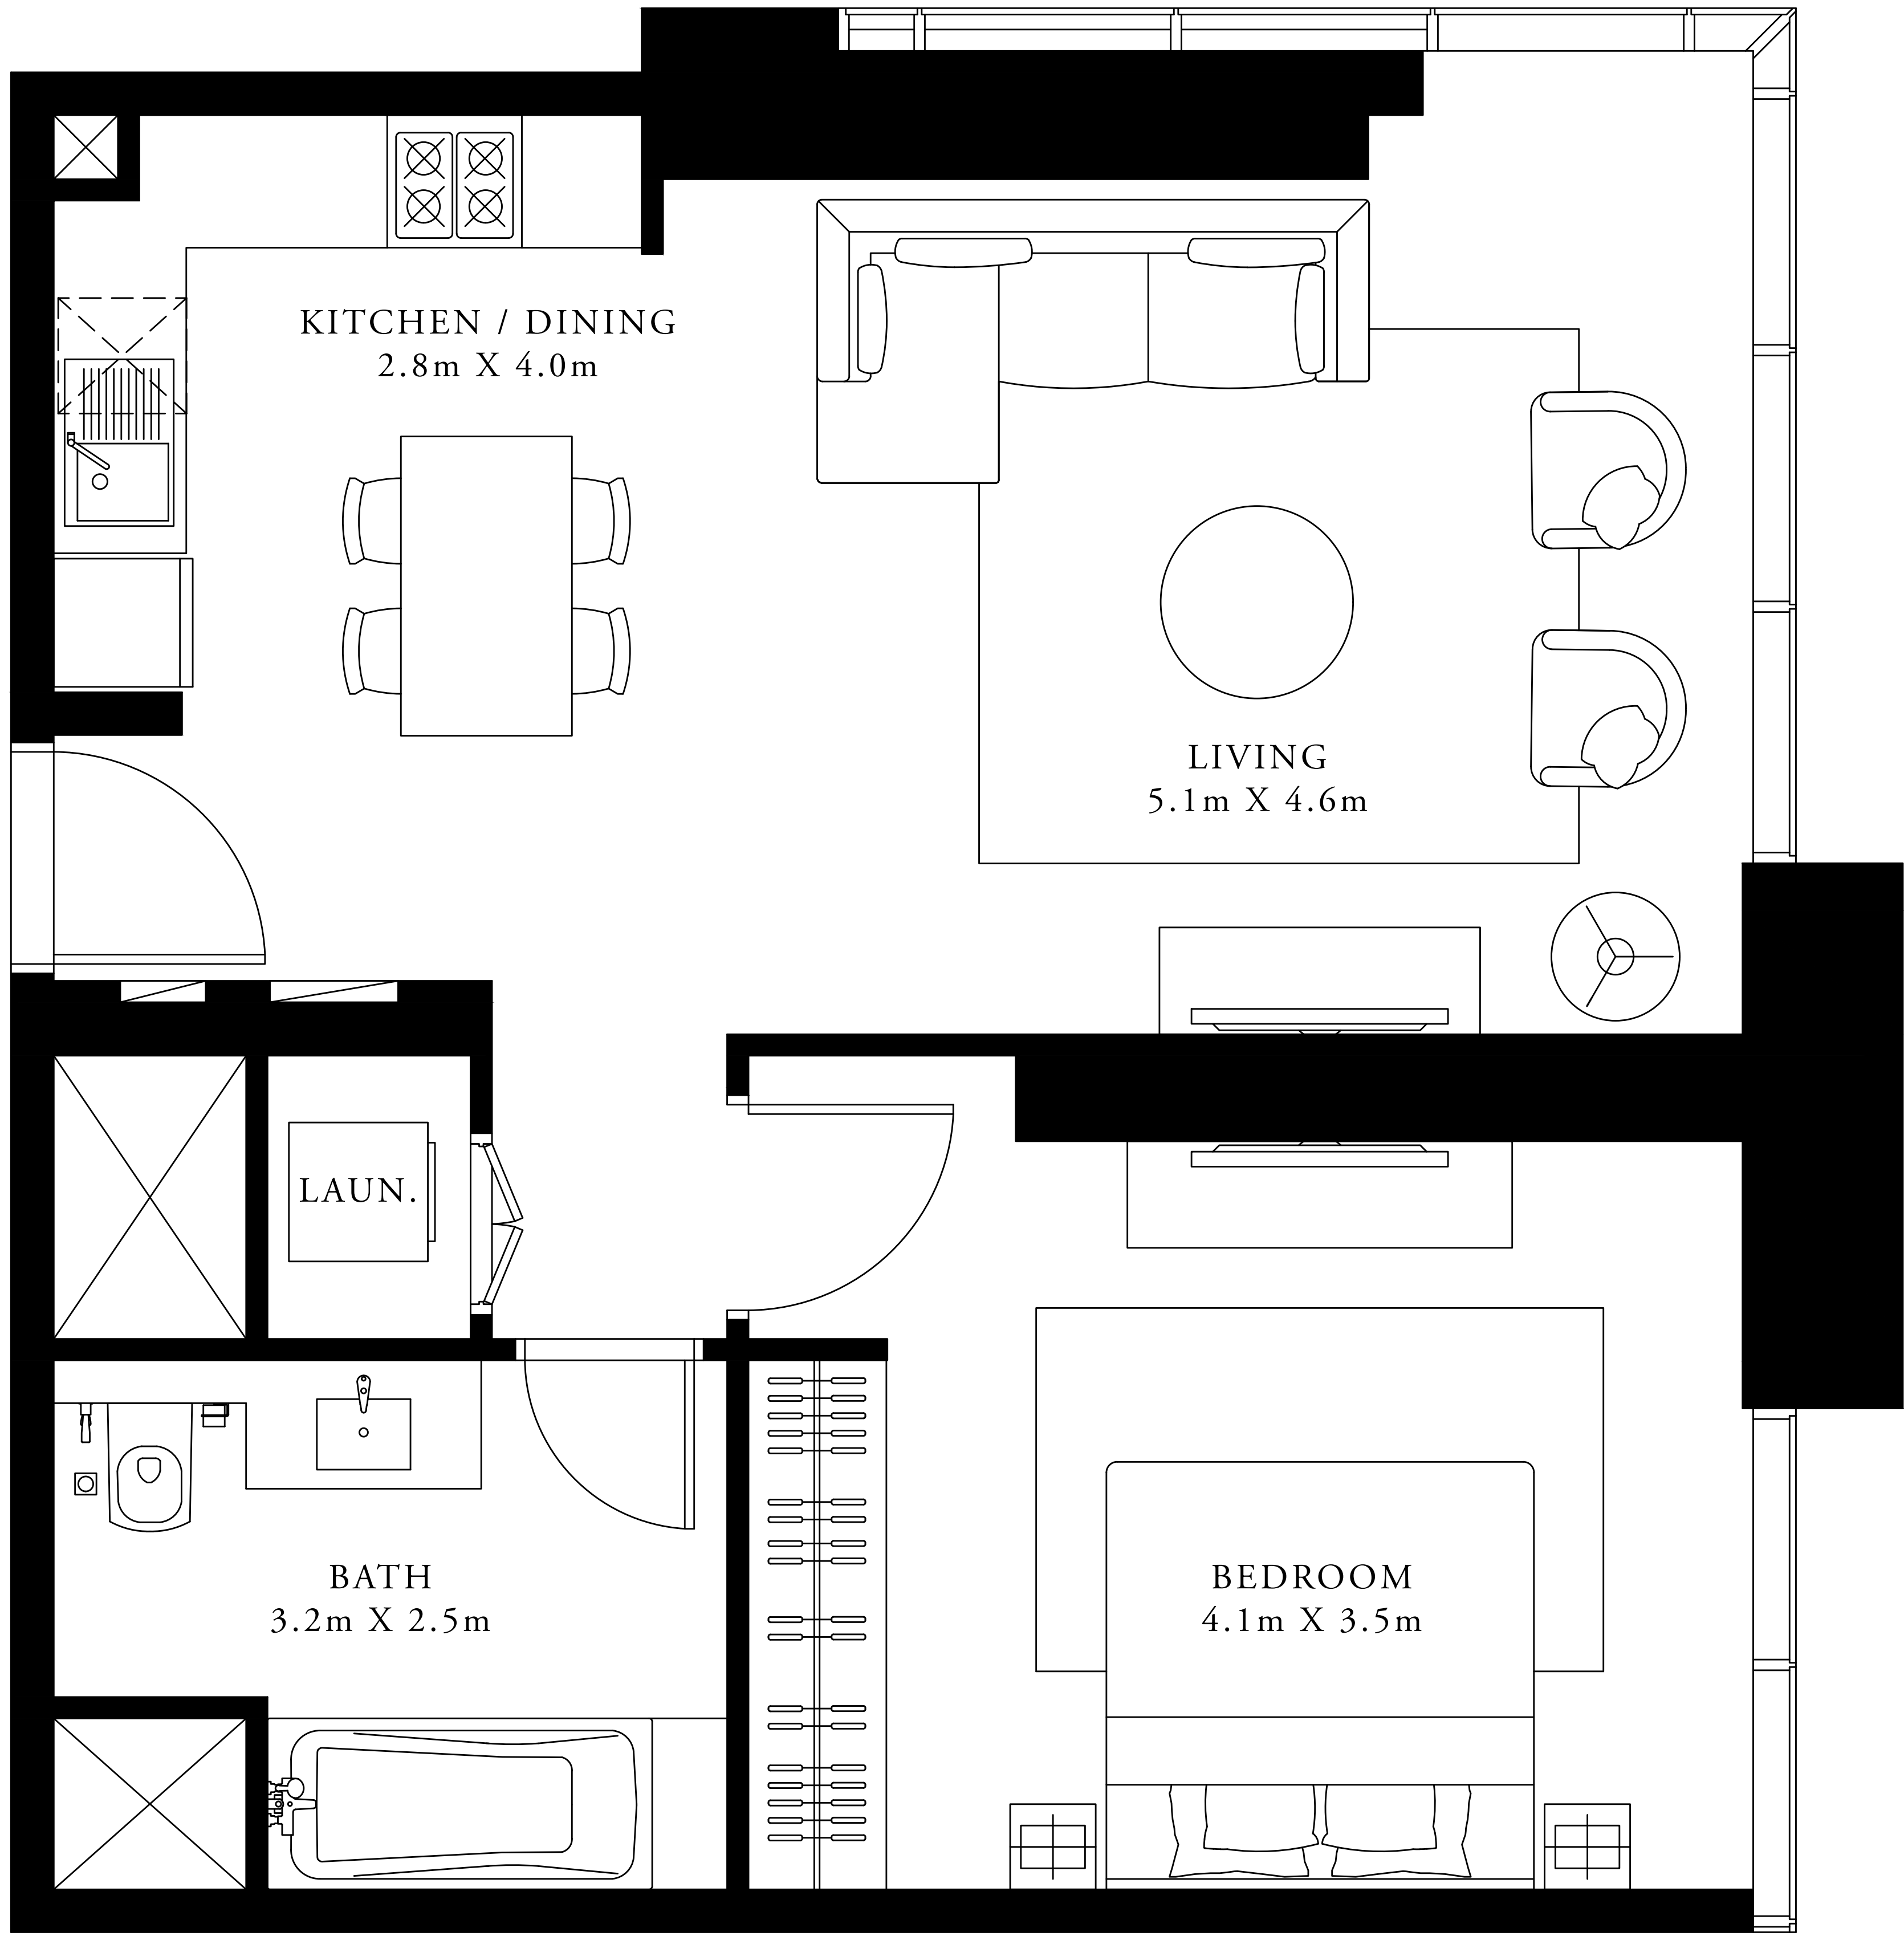 KITCHEN / DINING
2.8m X 4.0m
LIVING
5.1m X 4.6m
LAUN.
BATH
3.2m X 2.5m
BEDROOM
4.1m X 3.5m